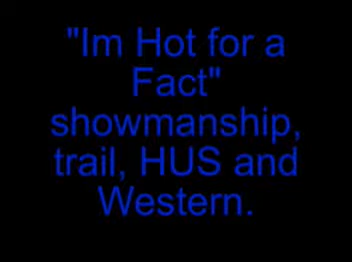 "Im Hot for a
Fact"
showmanship,
trail, HUS and
Western.